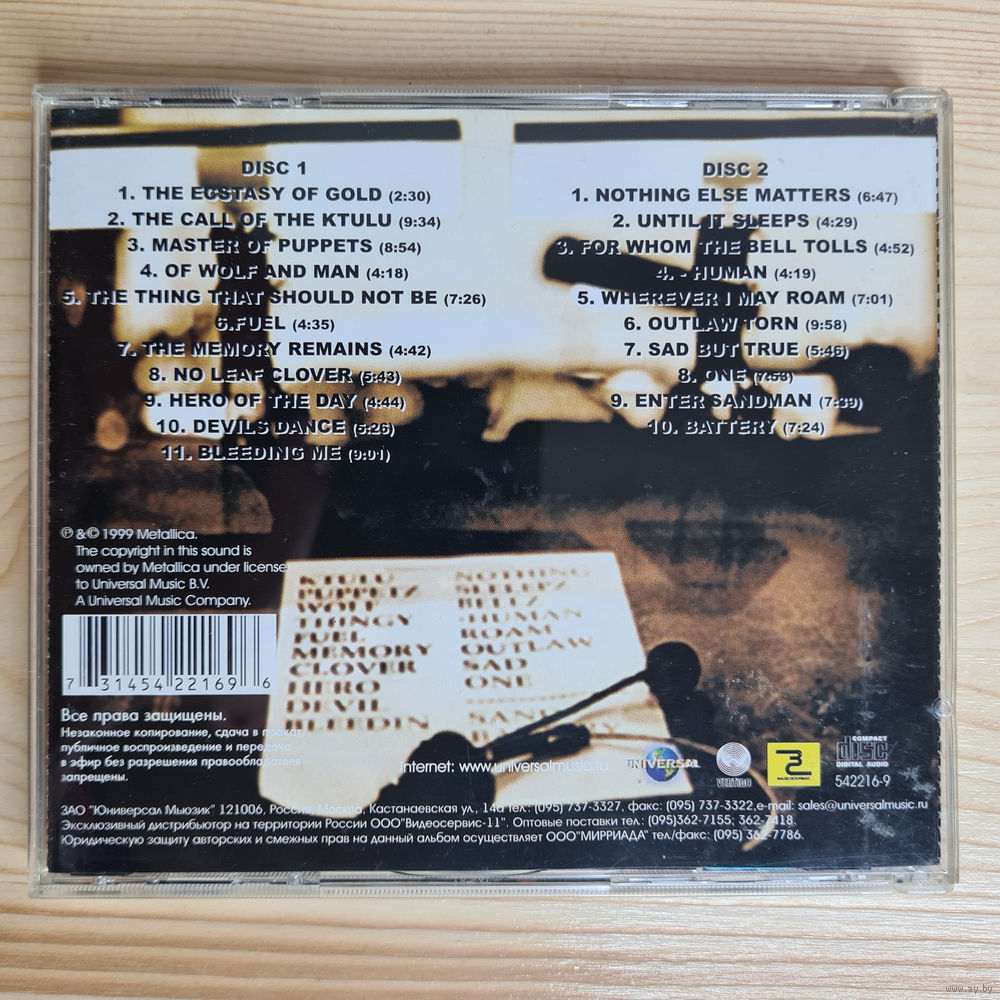 DISC 1
1. THE ECSTASY OF GOLD (2:30)
2. THE CALL OF THE KTULU (9:34)
3. MASTER OF PUPPETS (8:54)
4. OF WOLF AND MAN (4:18)
5. THE THING THAT SHOULD NOT BE (7:26)
6.FUEL (4:35)
7. THE MEMORY REMAINS (4:42)
8. NO LEAF CLOVER (5:43)
9. HERO OF THE DAY (4:44)
10. DEVILS DANCE (5:26)
11. BLEEDING ME (9:01)
DISC 2
1. NOTHING ELSE MATTERS (6:47)
2. UNTIL IT SLEEPS (4:29)
3. FOR WHOM THE BELL TOLLS (4:52)
4. - HUMAN (4:19)
5. WHEREVER I MAY ROAM (7:01)
6. OUTLAW TORN (9:58)
7. SAD BUT TRUE (5:46)
8. ONE (7:53)
9. ENTER SANDMAN (7:39)
10. BATTERY (7:24)
℗ &© 1999 Metallica.
The copyright in this sound is
owned by Metallica under license
to Universal Music B.V.
A Universal Music Company.
KTULU
PUPPETZ
WOLF
THINGY
FUEL
MEMORY
CLOVER
HERO
DEVIL
BLEEDIN
NOTHING
SLEEPZ
BELLZ
-HUMAN
ROAM
OUTLAW
SAD
ONE
7 31454 22169 6
Все права защищены.
Незаконное копирование, сдача в прокат,
публичное воспроизведение и передача
в эфир без разрешения правообладателя
запрещены.
Internet: www.universalmusic.ru
UNIVERSAL
VERTIGO
COMPACT
disc
DIGITAL AUDIO
542216-9
ЗАО "Юниверсал Мьюзик" 121006, Россия, Москва, Кастанаевская ул., 14а тел: (095) 737-3327, факс: (095) 737-3322,e-mail: sales@universalmusic.ru
Эксклюзивный дистрибьютор на территории России ООО"Видеосервис-11". Оптовые поставки тел.: (095)362-7155; 362-7418.
Юридическую защиту авторских и смежных прав на данный альбом осуществляет ООО"МИРРИАДА" тел/факс: (095) 362-7786.
www.ay.by